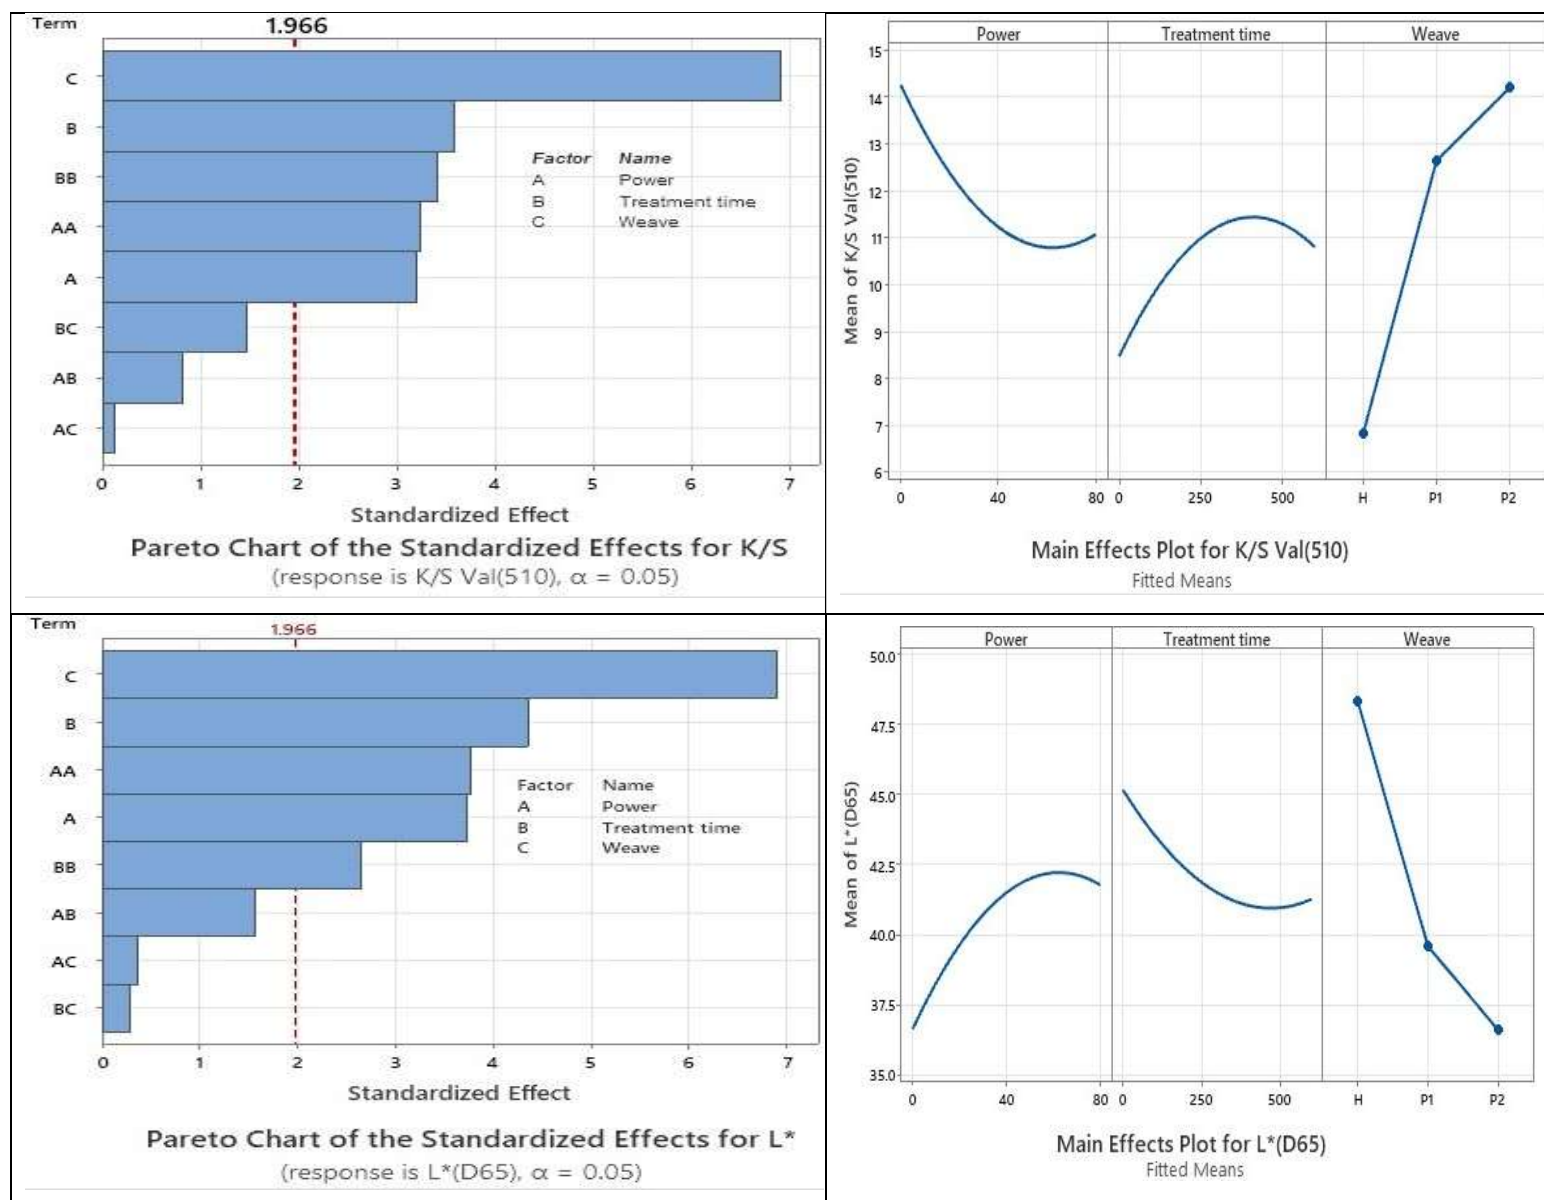 Term
1.966
C
B
BB
AA
A
BC
AB
AC
Factor Name
A Power
B Treatment time
C Weave
0 1 2 3 4 5 6 7
Standardized Effect
Pareto Chart of the Standardized Effects for K/S
(response is K/S Val(510), α = 0.05)
Power Treatment time Weave
Mean of K/S Val(510)
15
14
13
12
11
10
9
8
7
6
0 40 80 0 250 500 H P1 P2
Main Effects Plot for K/S Val(510)
Fitted Means
Term
1.966
C
B
AA
A
BB
AB
AC
BC
Factor Name
A Power
B Treatment time
C Weave
0 1 2 3 4 5 6 7
Standardized Effect
Pareto Chart of the Standardized Effects for L*
(response is L*(D65), α = 0.05)
Power Treatment time Weave
Mean of L*(D65)
50.0
47.5
45.0
42.5
40.0
37.5
35.0
0 40 80 0 250 500 H P1 P2
Main Effects Plot for L*(D65)
Fitted Means